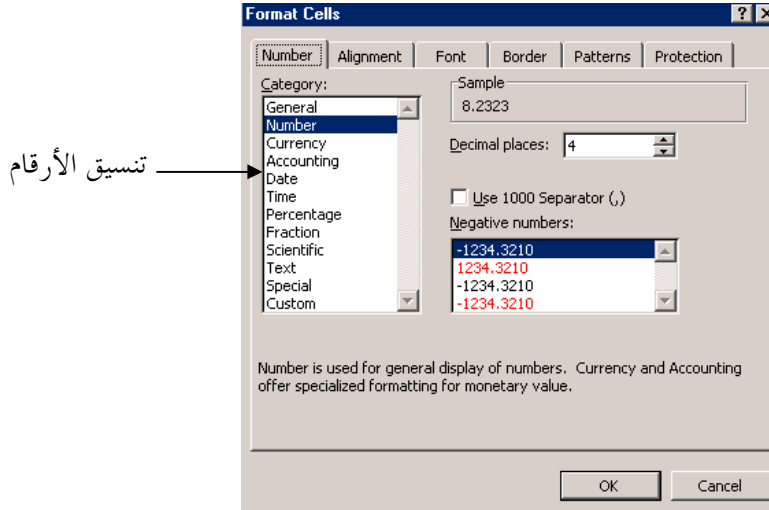 Format Cells
Number Alignment Font Border Patterns Protection
Category:
General
Number
Currency
Accounting
Date
Time
Percentage
Fraction
Scientific
Text
Special
Custom
Sample
8.2323
Decimal places: 4
Use 1000 Separator (,)
Negative numbers:
-1234.3210
1234.3210
-1234.3210
-1234.3210
تنسيق الأرقام
Number is used for general display of numbers. Currency and Accounting
offer specialized formatting for monetary value.
OK Cancel